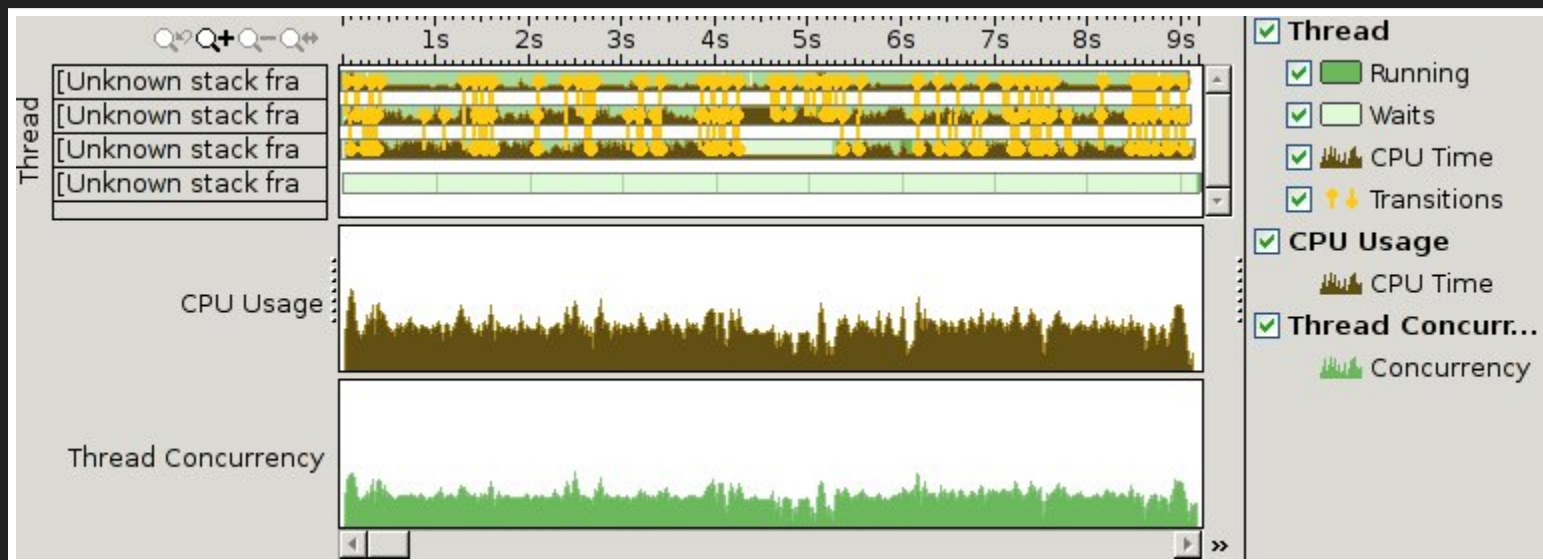 1s 2s 3s 4s 5s 6s 7s 8s 9s
Thread
[Unknown stack fra
[Unknown stack fra
[Unknown stack fra
[Unknown stack fra
CPU Usage
Thread Concurrency
Thread
Running
Waits
CPU Time
Transitions
CPU Usage
CPU Time
Thread Concurr...
Concurrency